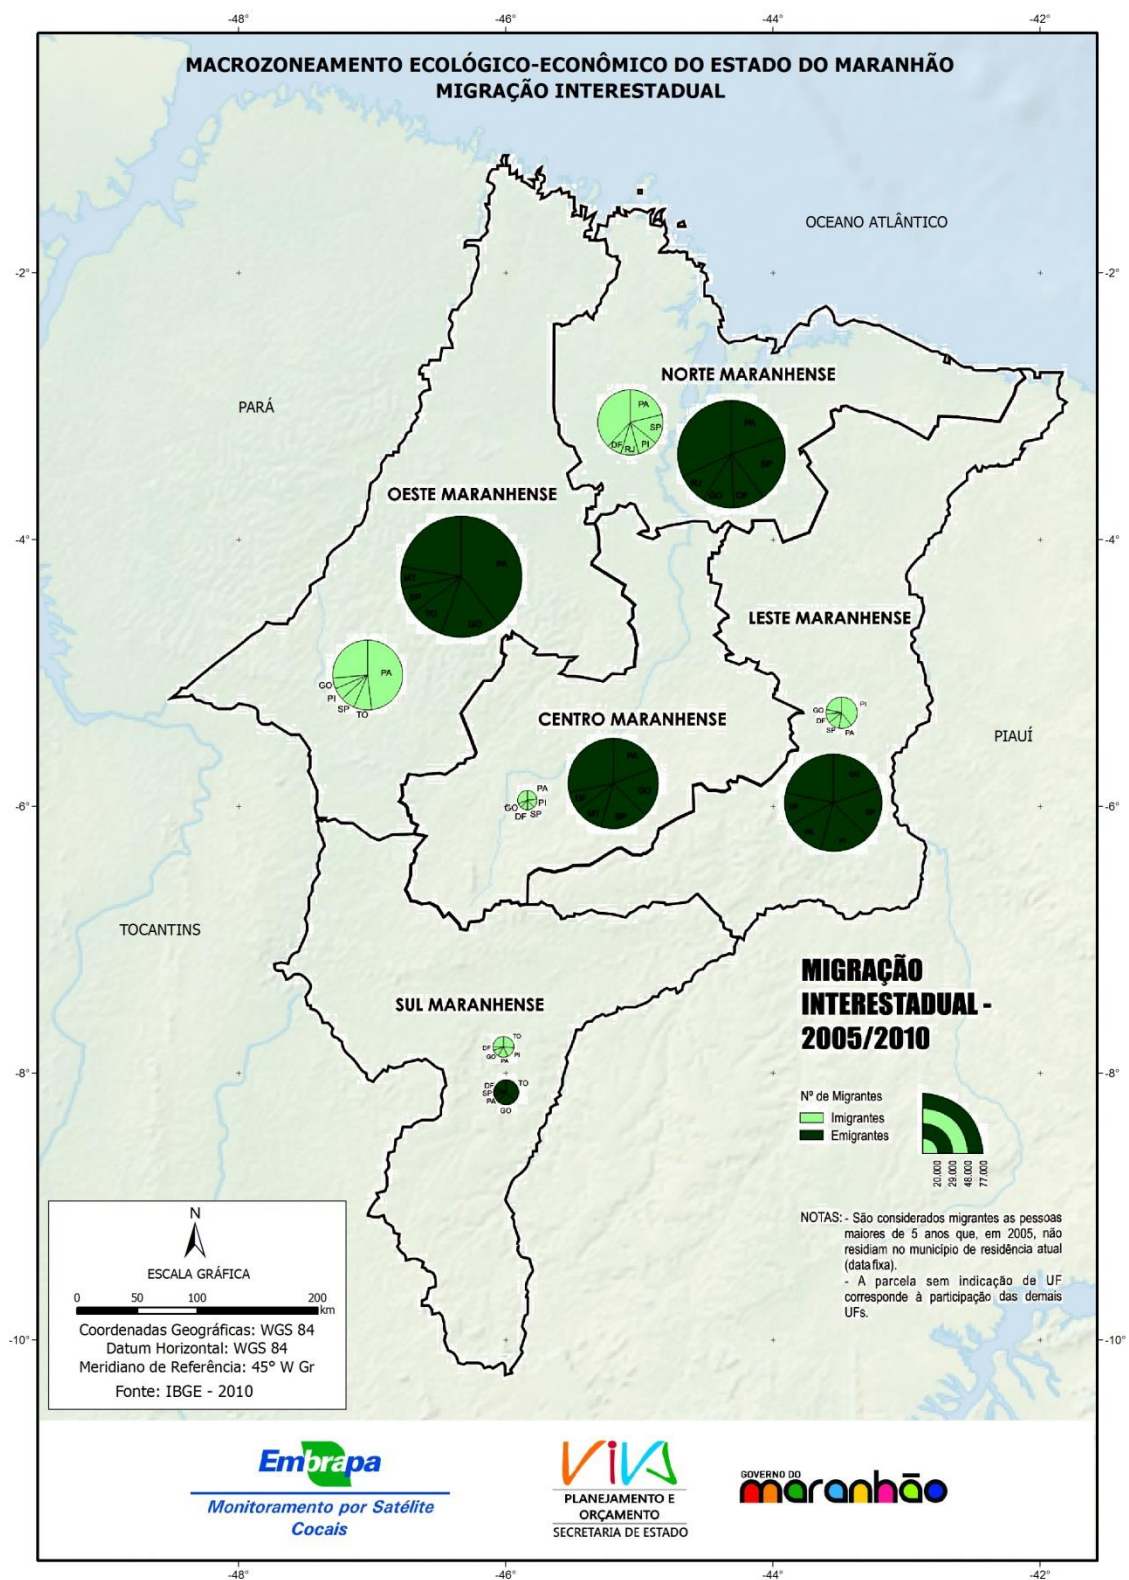 -48°
-46°
-44°
-42°
MACROZONEAMENTO ECOLÓGICO-ECONÔMICO DO ESTADO DO MARANHÃO
MIGRAÇÃO INTERESTADUAL
OCEANO ATLÂNTICO
-2°
-2°
NORTE MARANHENSE
PARÁ
PA
SP
PI
RJ
DF
PA
SP
DF
GO
RJ
OESTE MARANHENSE
-4°
-4°
PA
GO
TO
SP
MT
LESTE MARANHENSE
PA
TO
SP
PI
GO
CENTRO MARANHENSE
PI
PA
SP
DF
GO
PIAUÍ
PA
GO
SP
MT
DF
PA
PI
SP
DF
GO
GO
-6°
-6°
TOCANTINS
MIGRAÇÃO
INTERESTADUAL -
2005/2010
SUL MARANHENSE
TO
PI
PA
GO
DF
TO
GO
PA
SP
DF
-8°
-8°
Nº de Migrantes
Imigrantes
Emigrantes
20.000
29.000
48.000
77.000
NOTAS: - São considerados migrantes as pessoas
maiores de 5 anos que, em 2005, não
residiam no município de residência atual
(data fixa).
- A parcela sem indicação de UF
corresponde à participação das demais
UFs.
N
ESCALA GRÁFICA
0 50 100 200
km
Coordenadas Geográficas: WGS 84
Datum Horizontal: WGS 84
Meridiano de Referência: 45° W Gr
Fonte: IBGE - 2010
-10°
-10°
Embrapa
Monitoramento por Satélite
Cocais
VIVA
PLANEJAMENTO E
ORÇAMENTO
SECRETARIA DE ESTADO
GOVERNO DO
maranhão
-48°
-46°
-44°
-42°